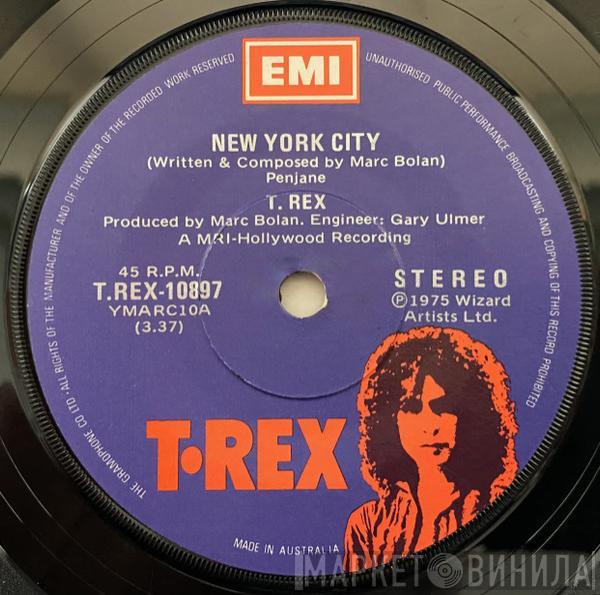 EMI
THE GRAMOPHONE CO LTD · ALL RIGHTS OF THE MANUFACTURER AND OF THE OWNER OF THE RECORDED WORK RESERVED
UNAUTHORISED PUBLIC PERFORMANCE BROADCASTING AND COPYING OF THIS RECORD PROHIBITED
NEW YORK CITY
(Written & Composed by Marc Bolan)
Penjane
T. REX
Produced by Marc Bolan. Engineer: Gary Ulmer
A MRI-Hollywood Recording
45 R.P.M.
T.REX-10897
YMARC10A
(3.37)
STEREO
Ⓟ1975 Wizard
Artists Ltd.
T·REX
MADE IN AUSTRALIA
МАРКЕТ ВИНИЛА